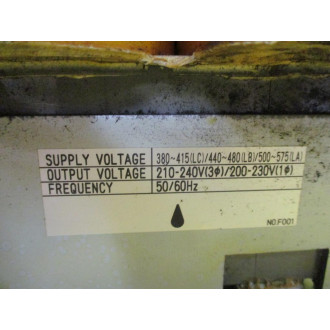 SUPPLY VOLTAGE 380~415(LC)/440~480(LB)/500~575(LA)
OUTPUT VOLTAGE 210-240V(3Φ)/200-230V(1Φ)
FREQUENCY 50/60Hz
NO.F001